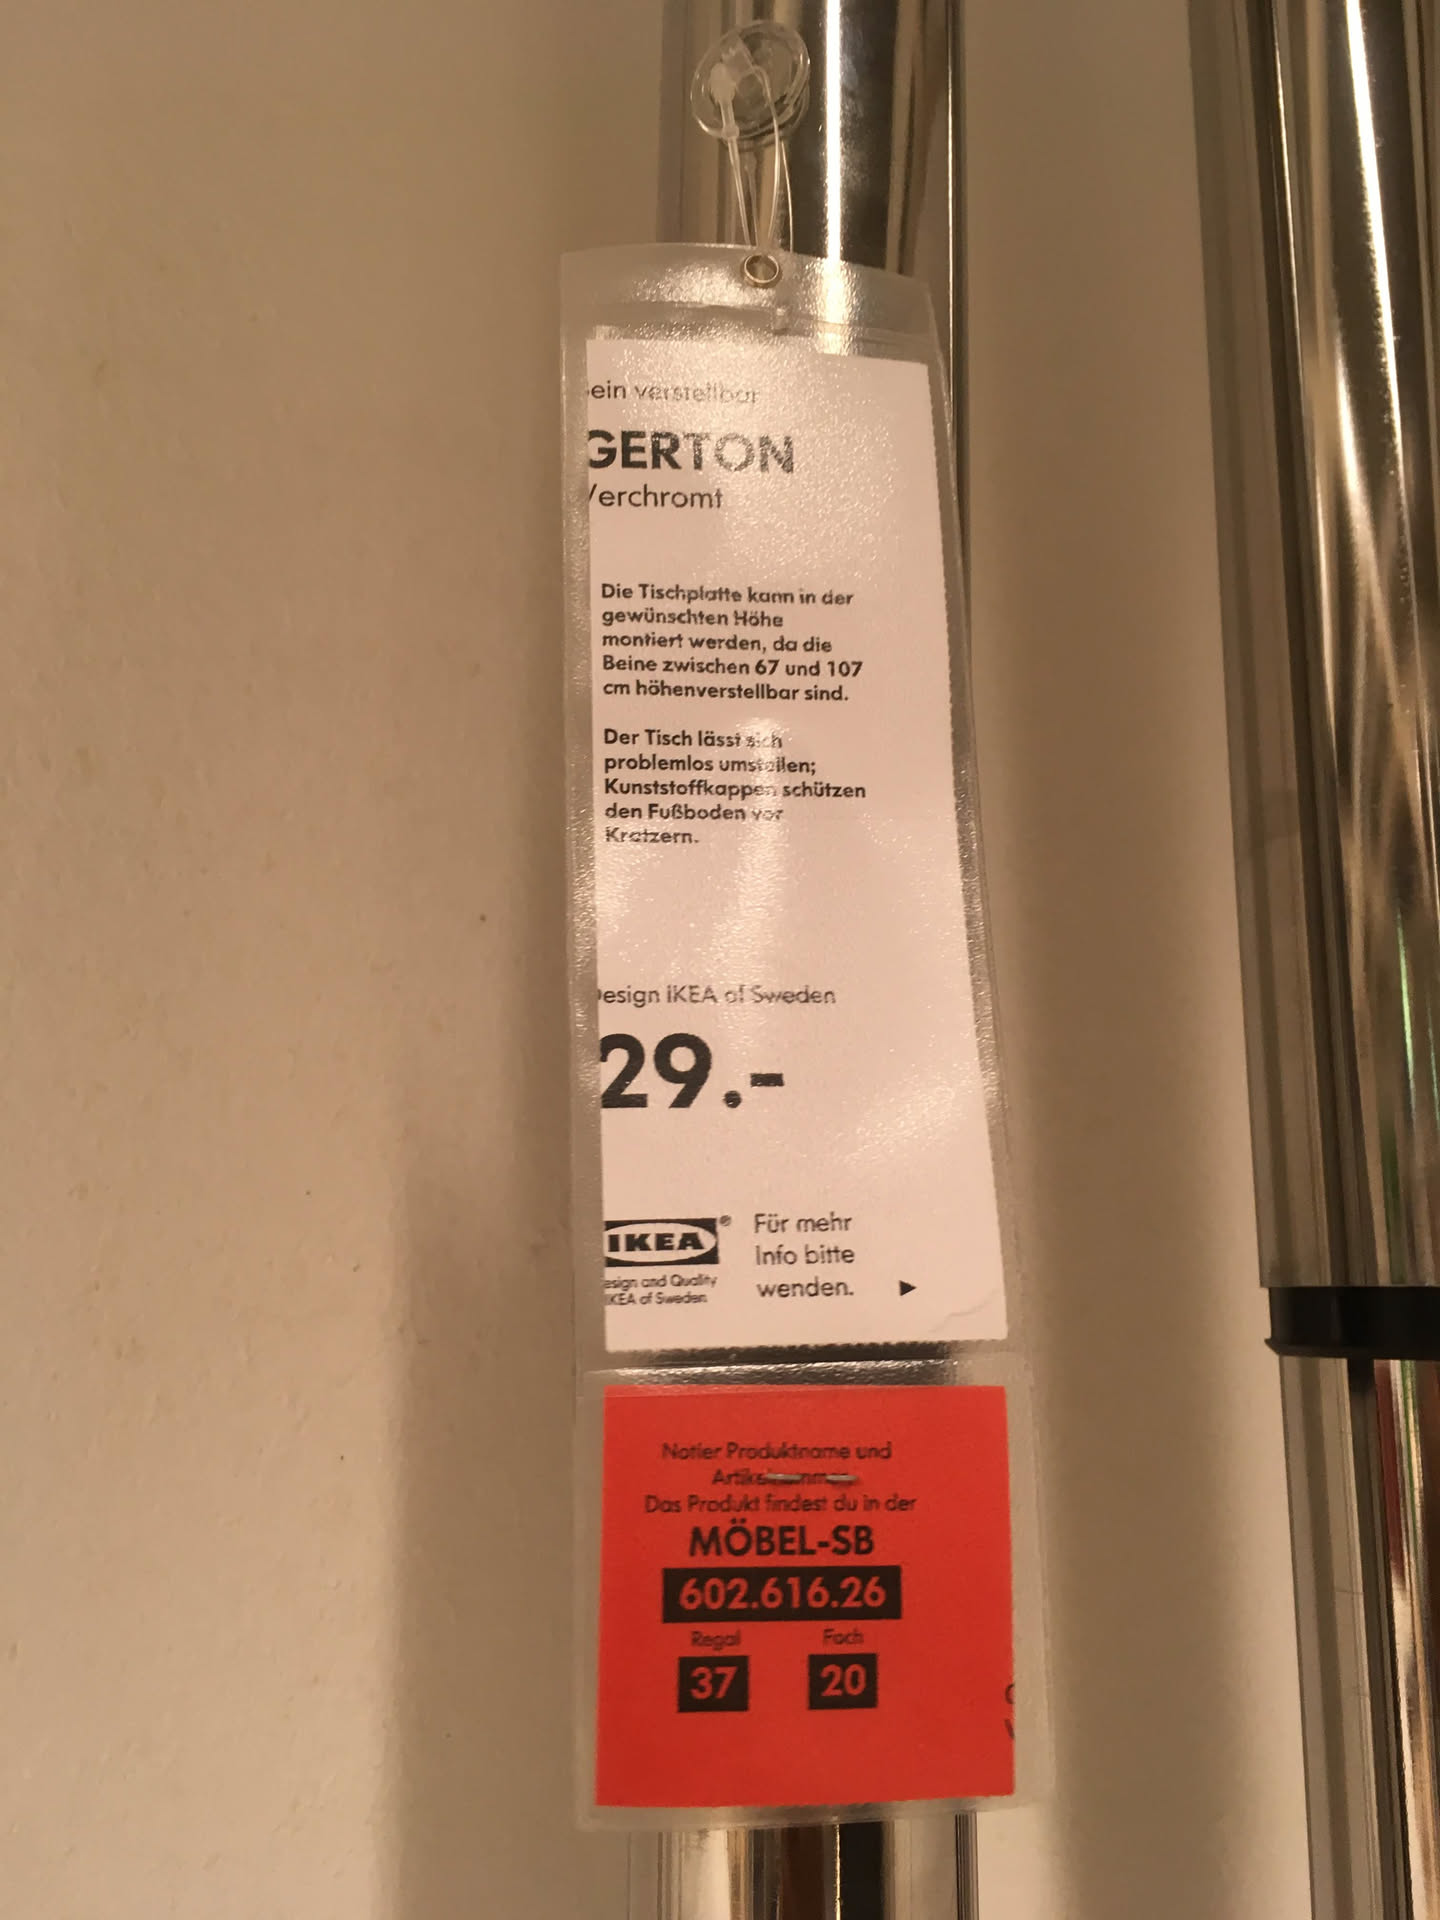 ein verstellbar
GERTON
Verchromt
Die Tischplatte kann in der
gewünschten Höhe
montiert werden, da die
Beine zwischen 67 und 107
cm höhenverstellbar sind.
Der Tisch lässt sich
problemlos umstellen;
Kunststoffkappen schützen
den Fußboden vor
Kratzern.
esign IKEA of Sweden
29.-
IKEA®
esign and Quality
IKEA of Sweden
Für mehr
Info bitte
wenden. ►
Notier Produktname und
Artikelnummer.
Das Produkt findest du in der
MÖBEL-SB
602.616.26
Regal Fach
37 20